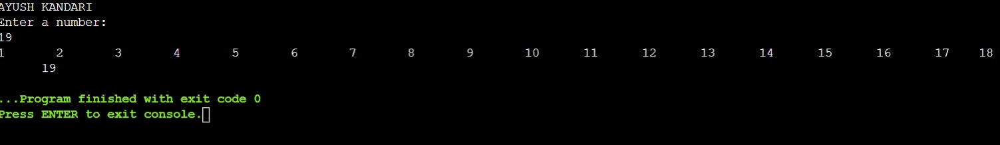 AYUSH KANDARI
Enter a number:
19
1 2 3 4 5 6 7 8 9 10 11 12 13 14 15 16 17 18
19
...Program finished with exit code 0
Press ENTER to exit console.